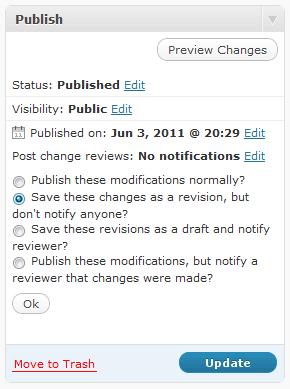 Publish
Preview Changes
Status: Published Edit
Visibility: Public Edit
Published on: Jun 3, 2011 @ 20:29 Edit
Post change reviews: No notifications Edit
Publish these modifications normally?
Save these changes as a revision, but
don't notify anyone?
Save these revisions as a draft and notify
reviewer?
Publish these modifications, but notify a
reviewer that changes were made?
Ok
Move to Trash
Update